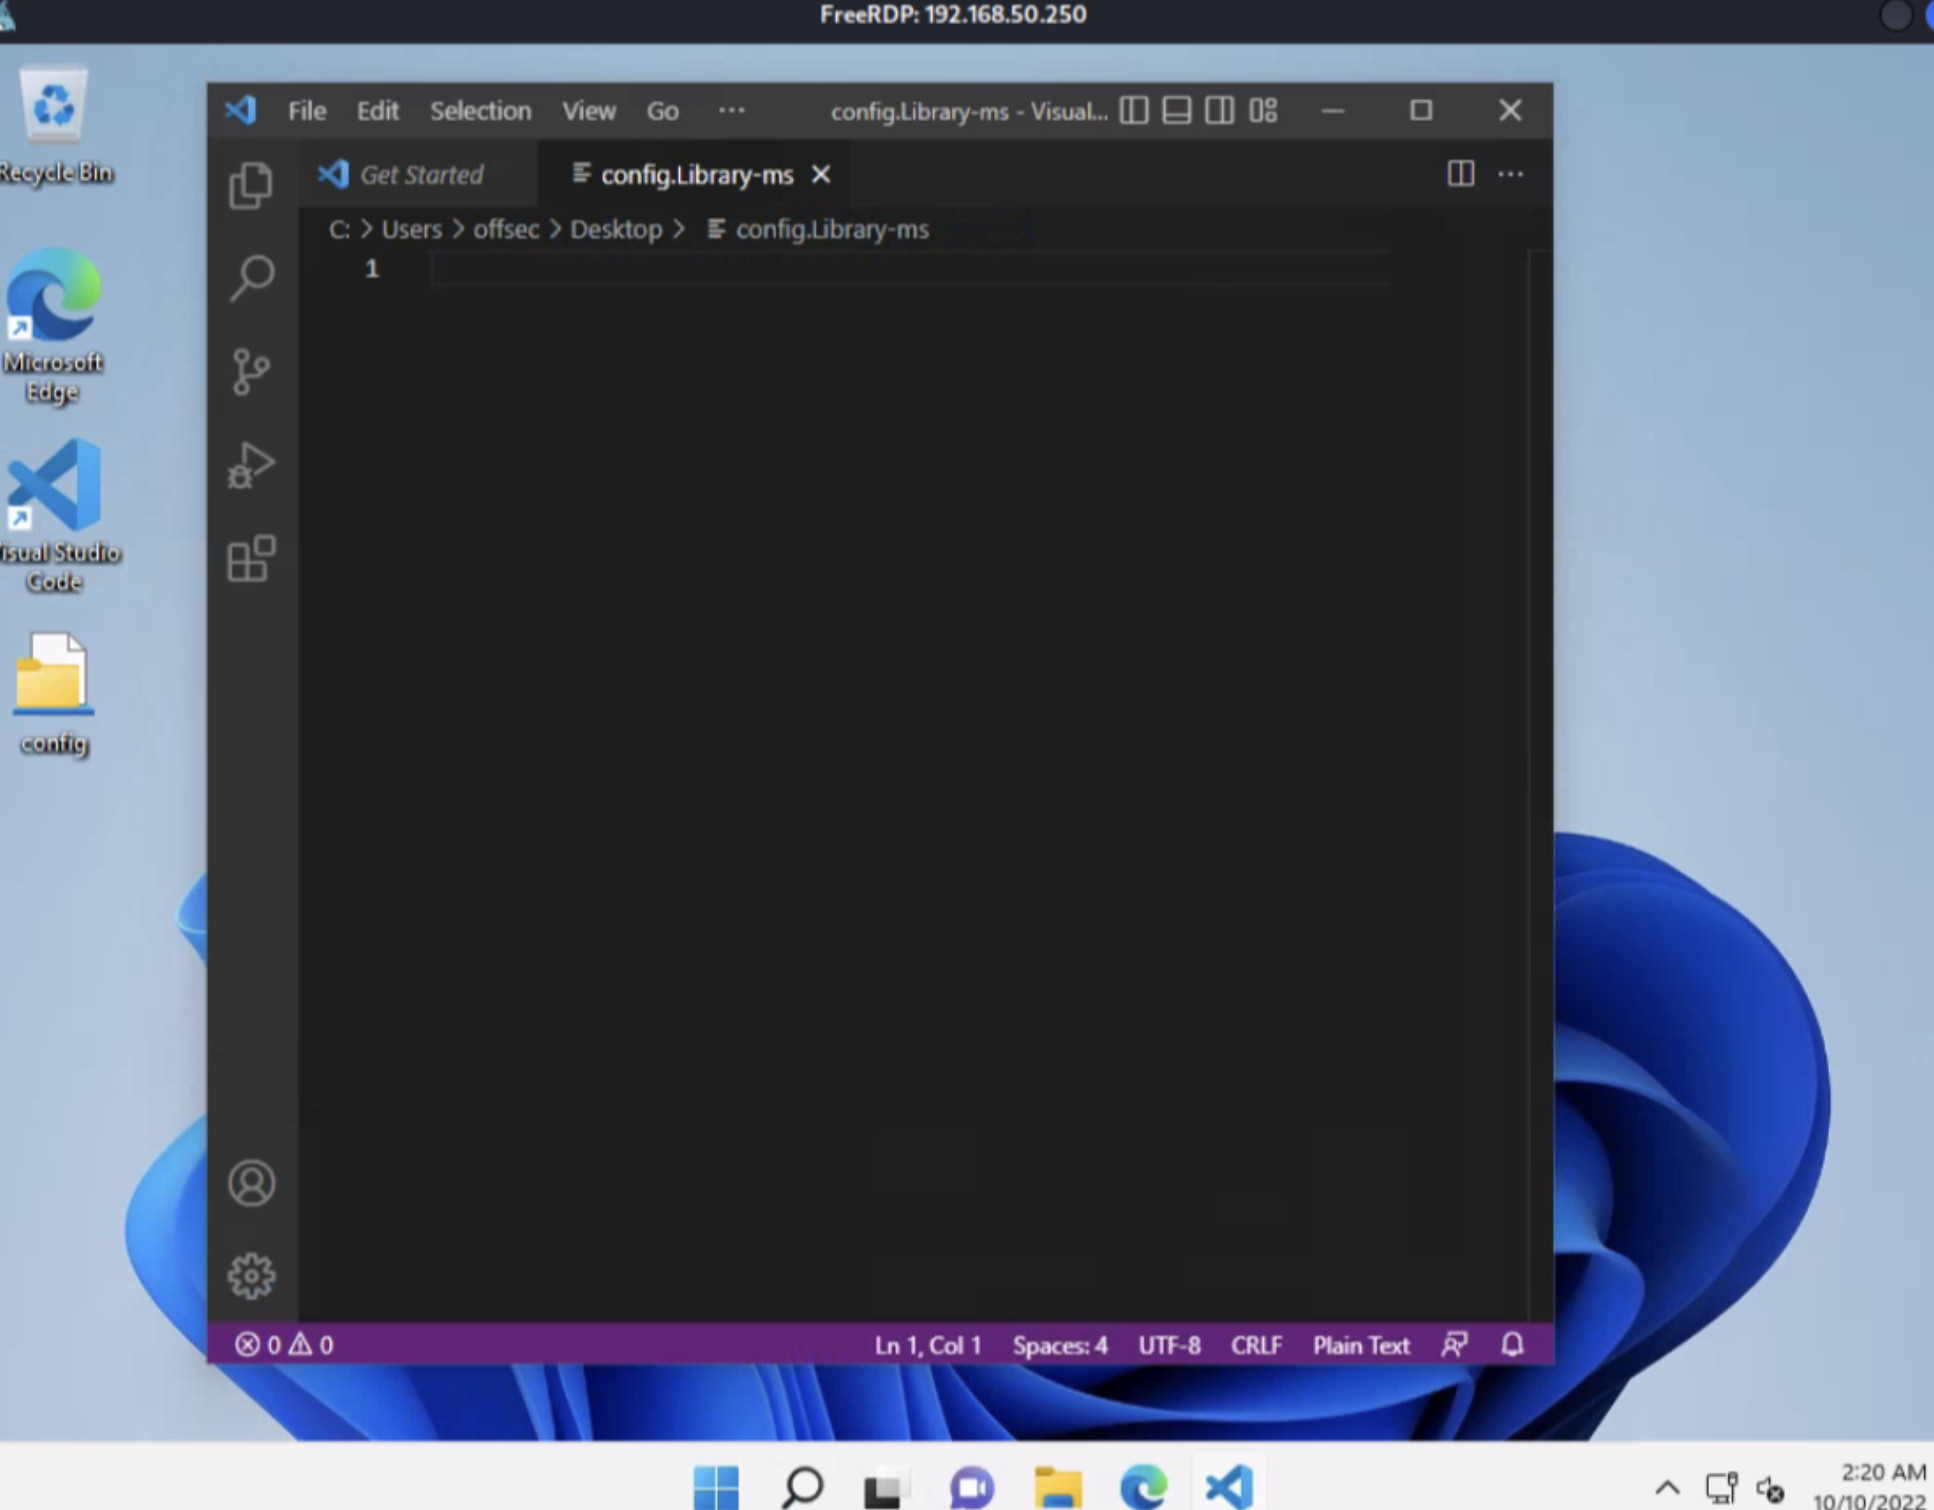 FreeRDP: 192.168.50.250
File Edit Selection View Go ··· config.Library-ms - Visual...
Recycle Bin
Get Started config.Library-ms
C: > Users > offsec > Desktop > config.Library-ms
1
Microsoft
Edge
isual Studio
Code
config
0 0 Ln 1, Col 1 Spaces: 4 UTF-8 CRLF Plain Text
2:20 AM
10/10/2022